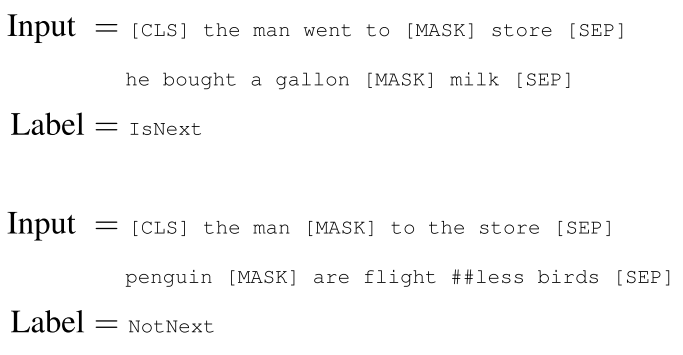 Input = [CLS] the man went to [MASK] store [SEP]
he bought a gallon [MASK] milk [SEP]
Label = IsNext
Input = [CLS] the man [MASK] to the store [SEP]
penguin [MASK] are flight ##less birds [SEP]
Label = NotNext